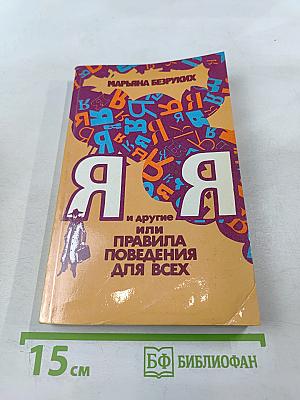 МАРЬЯНА БЕЗРУКИХ
Я Я
и другие
или
ПРАВИЛА
ПОВЕДЕНИЯ
ДЛЯ ВСЕХ
15 см
БФ БИБЛИОФАН